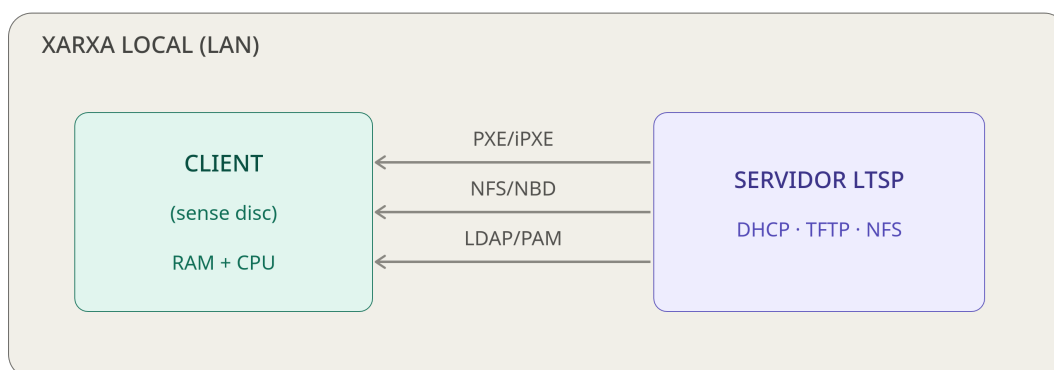 XARXA LOCAL (LAN)
CLIENT
(sense disc)
RAM + CPU
PXE/iPXE
NFS/NBD
LDAP/PAM
SERVIDOR LTSP
DHCP · TFTP · NFS